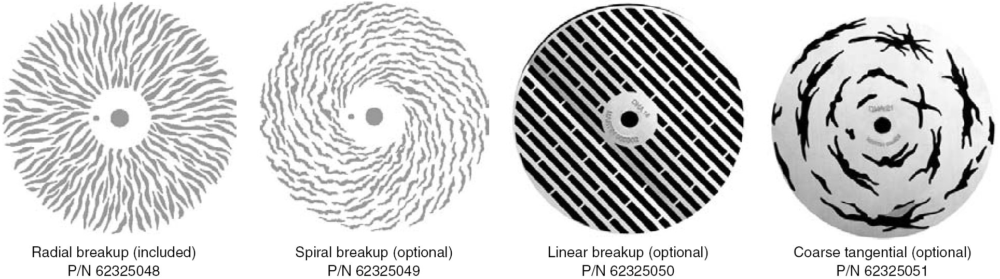 Radial breakup (included)
P/N 62325048
Spiral breakup (optional)
P/N 62325049
Linear breakup (optional)
P/N 62325050
Coarse tangential (optional)
P/N 62325051